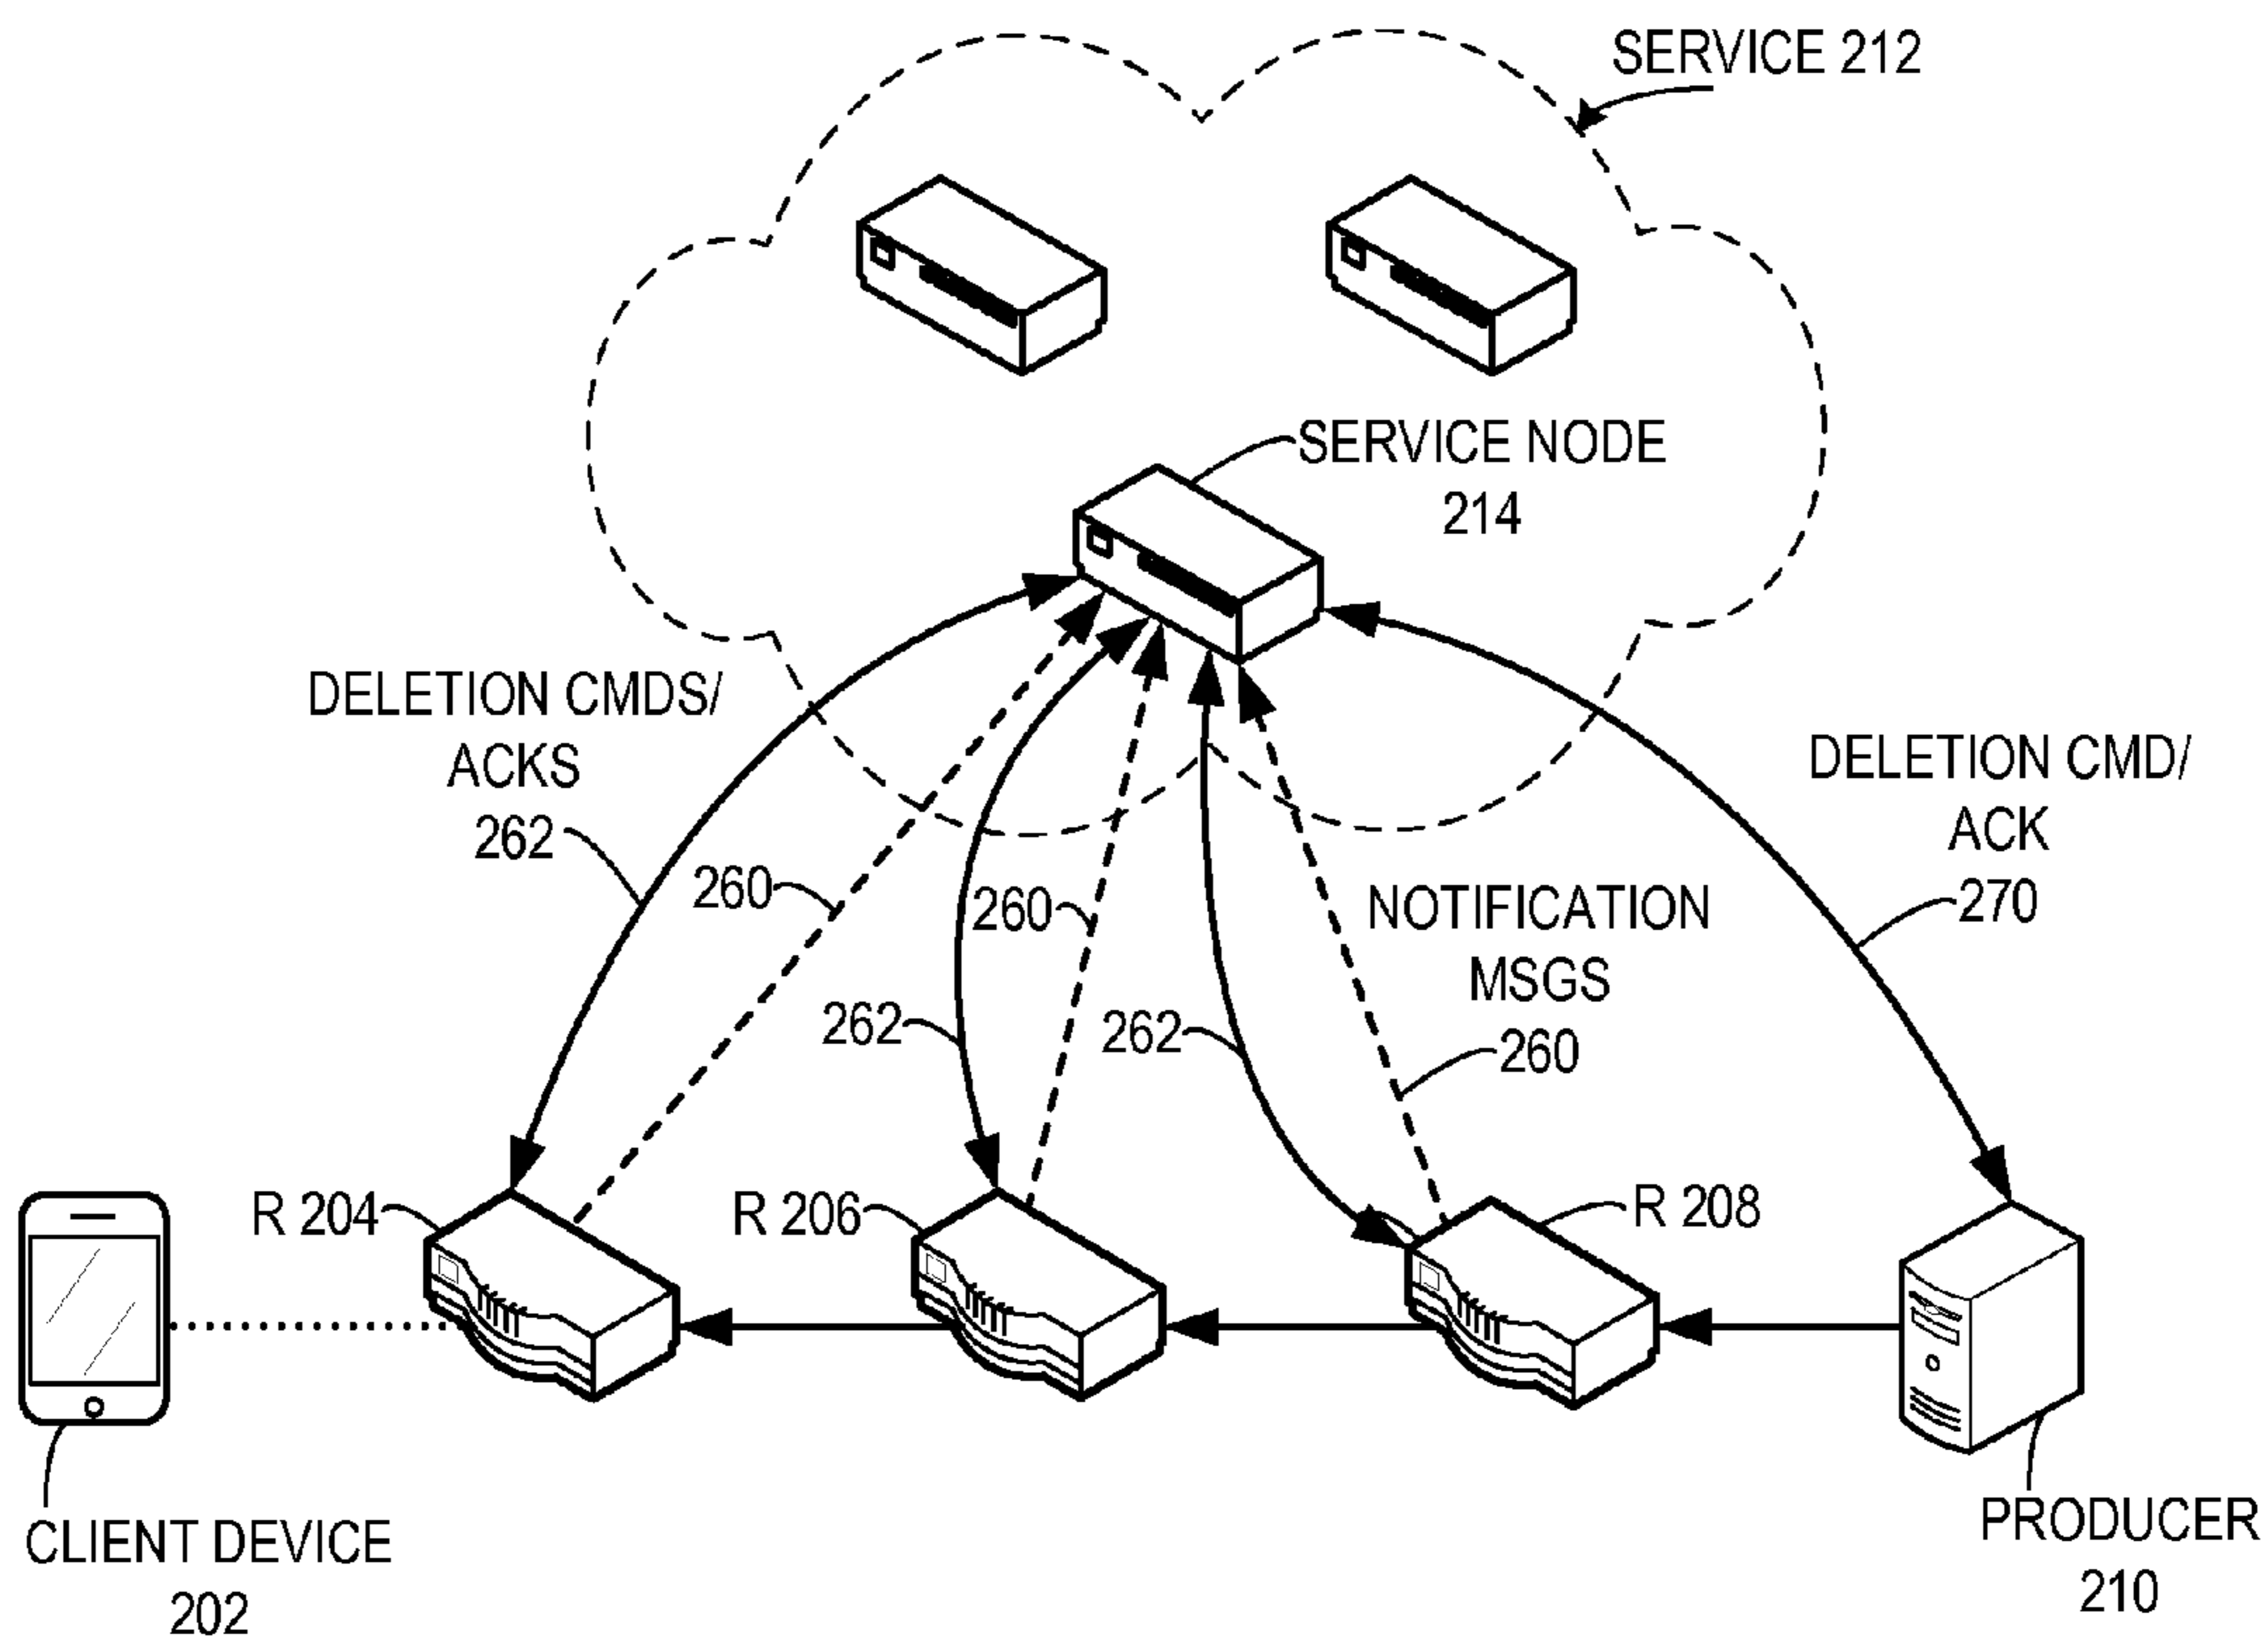 SERVICE 212
SERVICE NODE
214
DELETION CMDS/
ACKS
262
DELETION CMD/
ACK
270
260
260
NOTIFICATION
MSGS
260
262
262
R 204
R 206
R 208
CLIENT DEVICE
202
PRODUCER
210